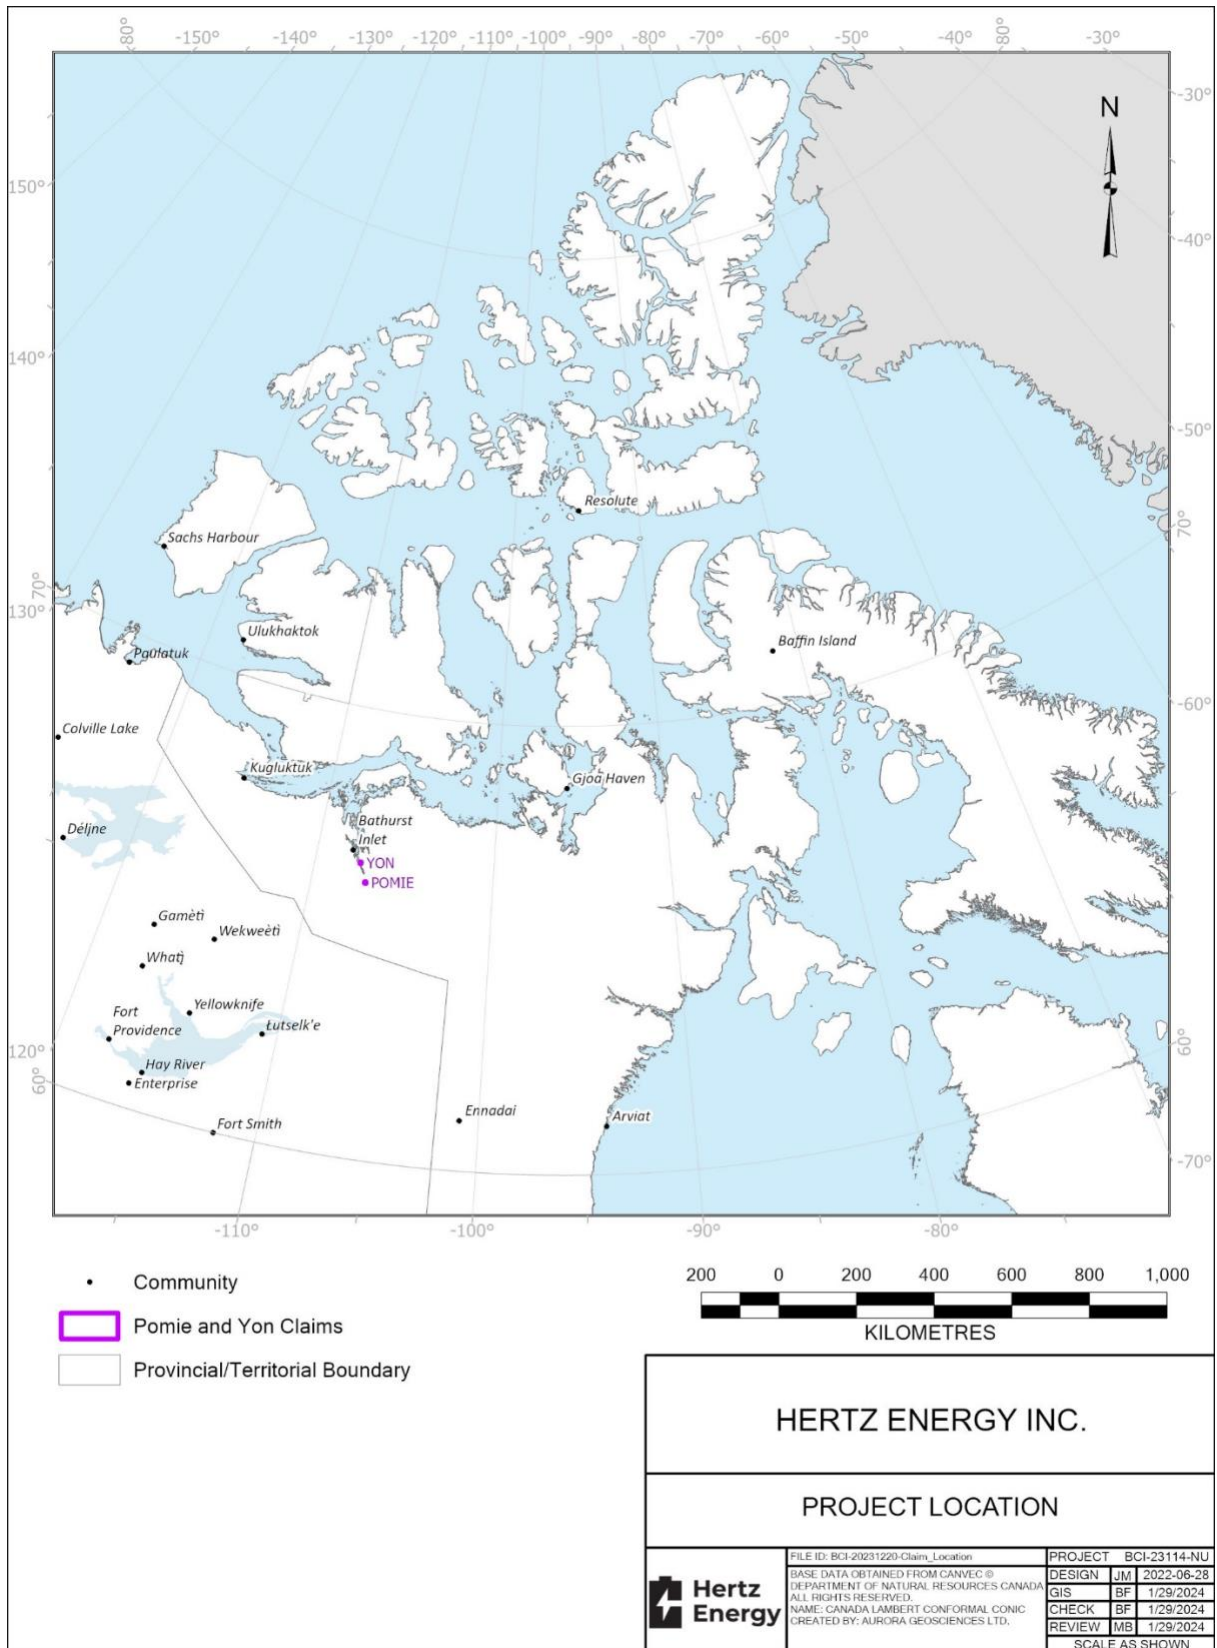 -80° -150° -140° -130° -120° -110° -100° -90° -80° -70° -60° -50° -40° -80° -30°
-30°
N
150°
-40°
140°
-50°
Resolute
70°
Sachs Harbour
70°
130°
Ulukhaktok
Baffin Island
Paulatuk
-60°
Colville Lake
Kugluktuk
Gjoa Haven
Bathurst
Inlet
Déljne
YON
POMIE
Gamètì
Wekweètì
Whatì
Yellowknife
Fort
Providence
Łutselk'e
120°
60°
Hay River
Enterprise
60°
Fort Smith
Ennadai
Arviat
-70°
-110° -100° -90° -80°
Community
Pomie and Yon Claims
Provincial/Territorial Boundary
200 0 200 400 600 800 1,000
KILOMETRES
HERTZ ENERGY INC.
PROJECT LOCATION
Hertz
Energy
FILE ID: BCI-20231220-Claim_Location
BASE DATA OBTAINED FROM CANVEC ©
DEPARTMENT OF NATURAL RESOURCES CANADA
ALL RIGHTS RESERVED.
NAME: CANADA LAMBERT CONFORMAL CONIC
CREATED BY: AURORA GEOSCIENCES LTD.
PROJECT BCI-23114-NU
DESIGN JM 2022-06-28
GIS BF 1/29/2024
CHECK BF 1/29/2024
REVIEW MB 1/29/2024
SCALE AS SHOWN